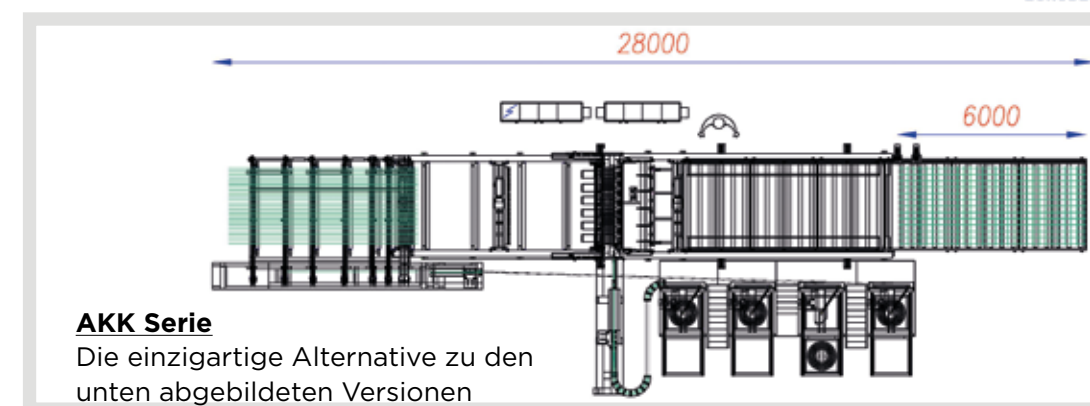 28000
6000
AKK Serie
Die einzigartige Alternative zu den
unten abgebildeten Versionen